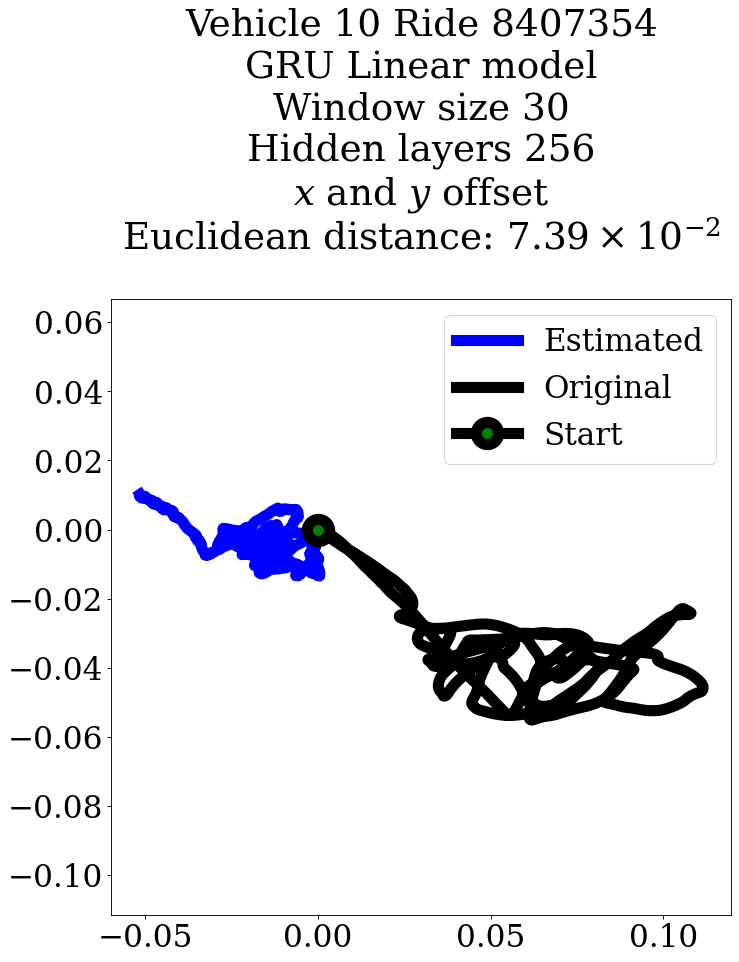 Vehicle 10 Ride 8407354
GRU Linear model
Window size 30
Hidden layers 256
x and y offset
Euclidean distance: 7.39 × 10⁻²
0.06
0.04
0.02
0.00
−0.02
−0.04
−0.06
−0.08
−0.10
Estimated
Original
Start
−0.05 0.00 0.05 0.10